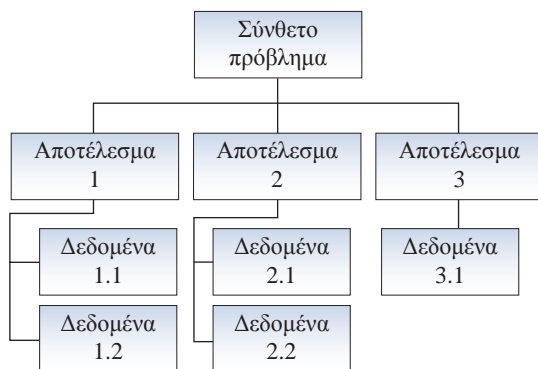 Σύνθετο
πρόβλημα
Αποτέλεσμα
1
Αποτέλεσμα
2
Αποτέλεσμα
3
Δεδομένα
1.1
Δεδομένα
2.1
Δεδομένα
3.1
Δεδομένα
1.2
Δεδομένα
2.2